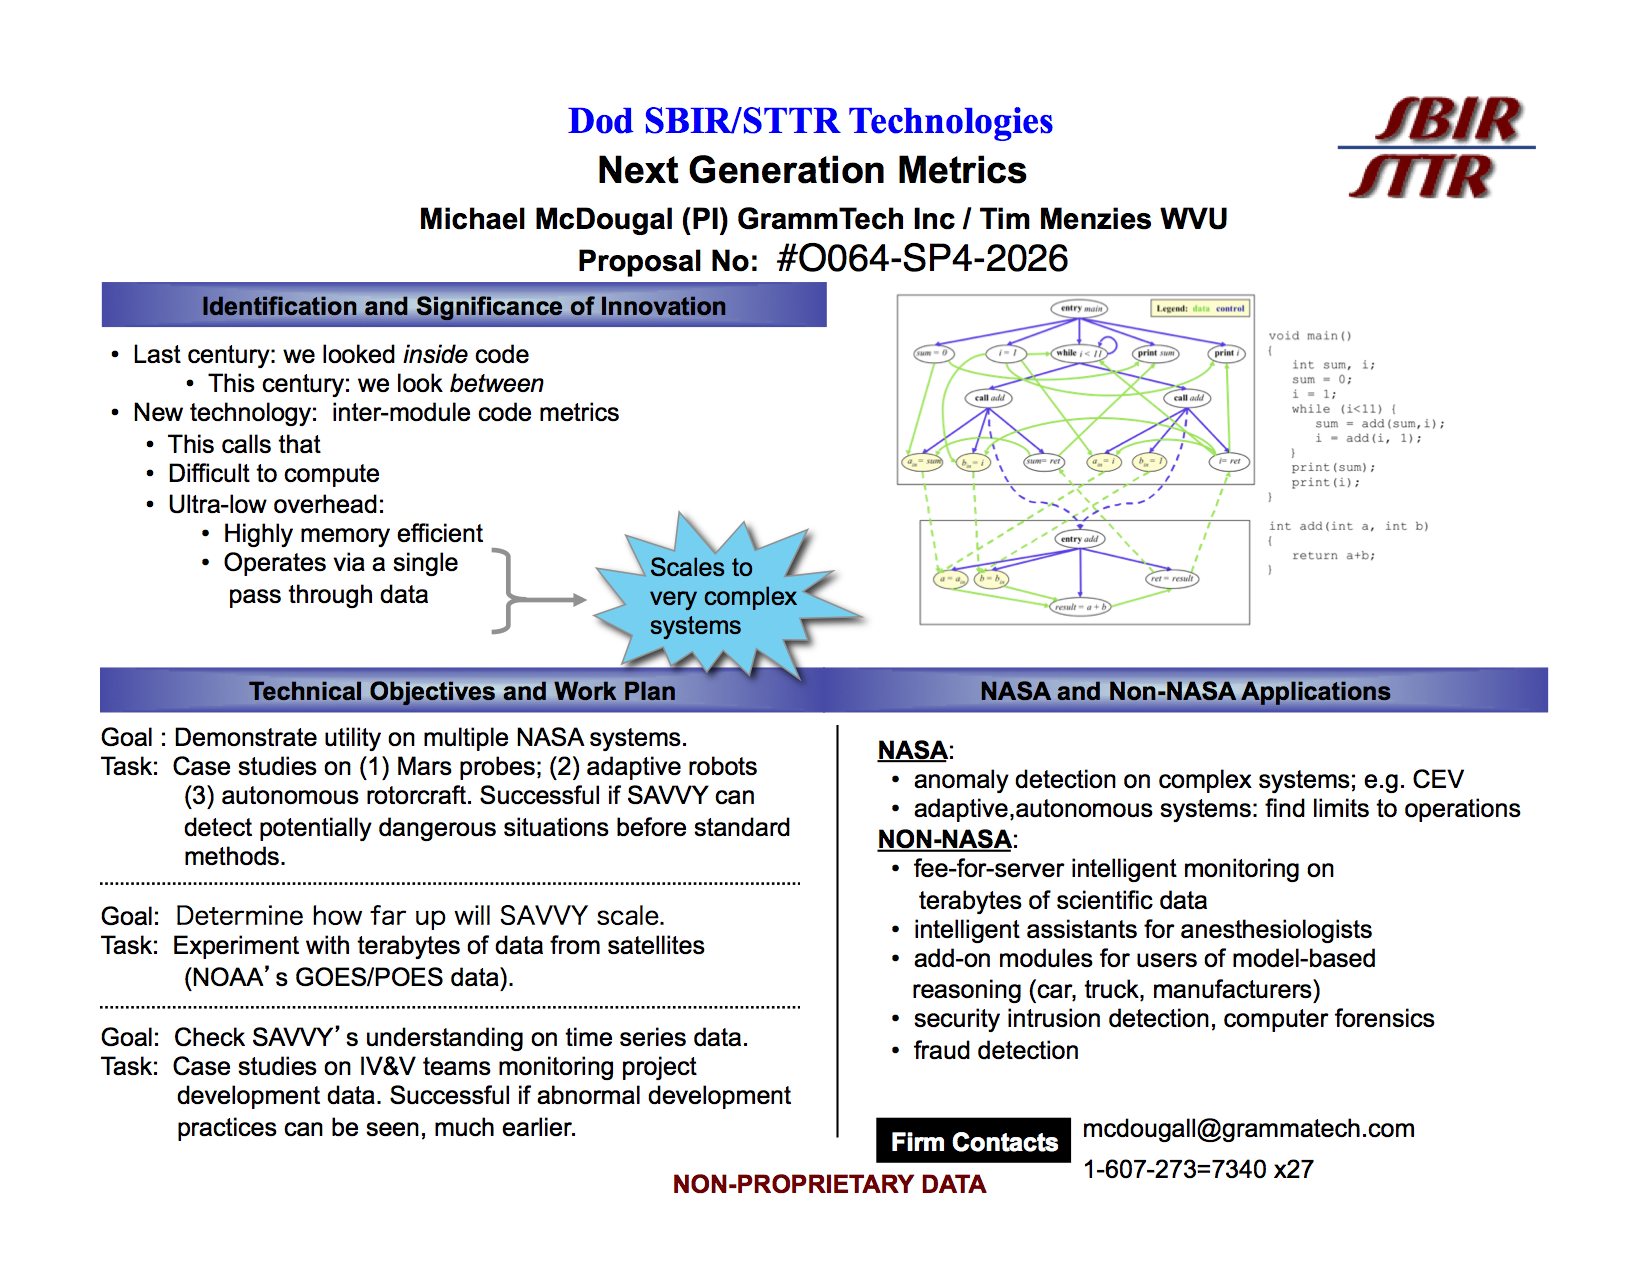 Dod SBIR/STTR Technologies
SBIR
STTR
Next Generation Metrics
Michael McDougal (PI) GrammTech Inc / Tim Menzies WVU
Proposal No:  #O064-SP4-2026
Identification and Significance of Innovation
• Last century: we looked inside code
• This century: we look between
• New technology:  inter-module code metrics
• This calls that
• Difficult to compute
• Ultra-low overhead:
• Highly memory efficient
• Operates via a single
pass through data
Scales to
very complex
systems
entry main
Legend: data control
sum = 0
i = 1
while i < 11
print sum
print i
call add
call add
a_in = sum
b_in = i
sum= ret
a_in = i
b_in = 1
i= ret
entry add
a = a_in
b = b_in
ret = result
result = a + b
void main()
{
int sum, i;
sum = 0;
i = 1;
while (i<11) {
sum = add(sum,i);
i = add(i, 1);
}
print(sum);
print(i);
}
int add(int a, int b)
{
return a+b;
}
Technical Objectives and Work Plan
Goal : Demonstrate utility on multiple NASA systems.
Task:  Case studies on (1) Mars probes; (2) adaptive robots
(3) autonomous rotorcraft. Successful if SAVVY can
detect potentially dangerous situations before standard
methods.
Goal:  Determine how far up will SAVVY scale.
Task:  Experiment with terabytes of data from satellites
(NOAA’s GOES/POES data).
Goal:  Check SAVVY’s understanding on time series data.
Task:  Case studies on IV&V teams monitoring project
development data. Successful if abnormal development
practices can be seen, much earlier.
NASA and Non-NASA Applications
NASA:
• anomaly detection on complex systems; e.g. CEV
• adaptive,autonomous systems: find limits to operations
NON-NASA:
• fee-for-server intelligent monitoring on
terabytes of scientific data
• intelligent assistants for anesthesiologists
• add-on modules for users of model-based
reasoning (car, truck, manufacturers)
• security intrusion detection, computer forensics
• fraud detection
Firm Contacts
mcdougall@grammatech.com
1-607-273=7340 x27
NON-PROPRIETARY DATA